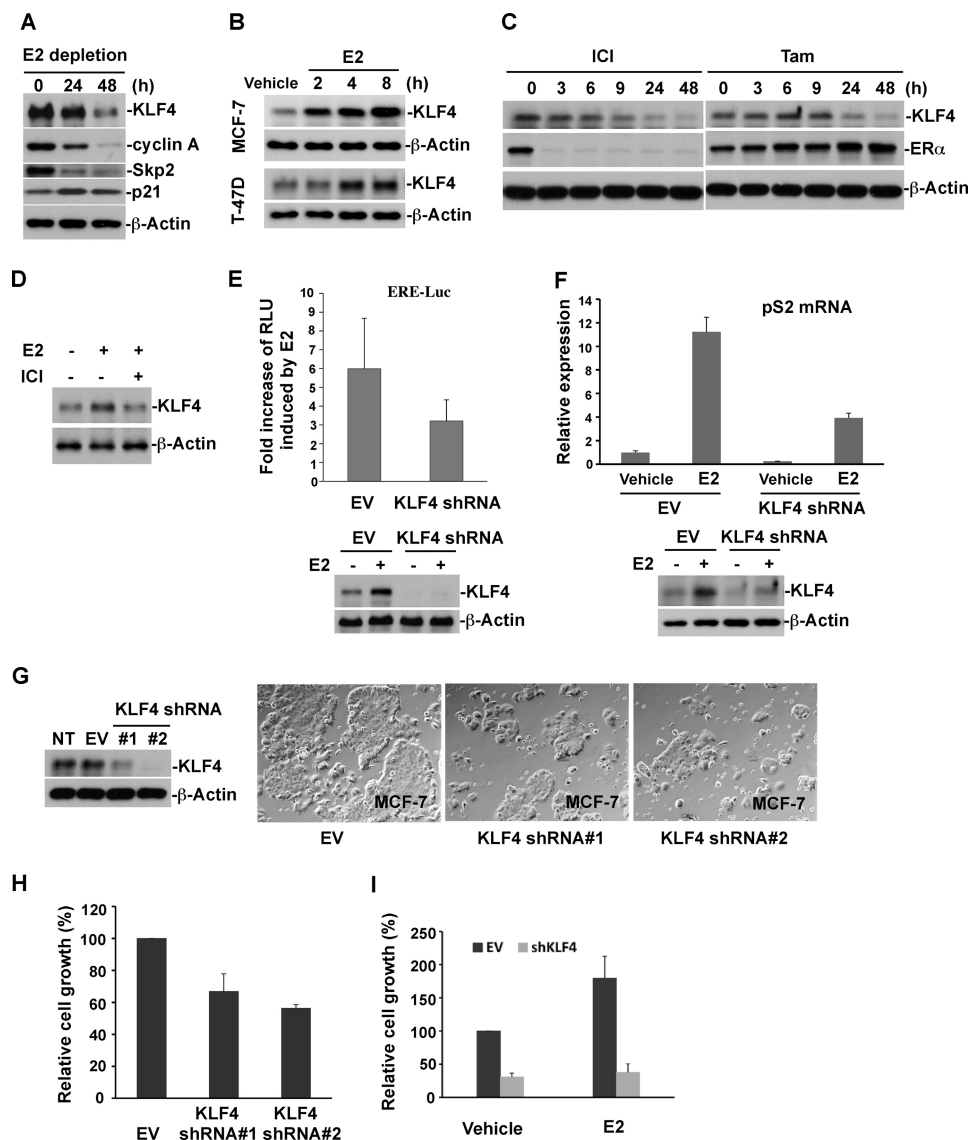 A
E2 depletion
0 24 48 (h)
-KLF4
-cyclin A
-Skp2
-p21
-β-Actin
B
E2
Vehicle 2 4 8 (h)
MCF-7
-KLF4
-β-Actin
T-47D
-KLF4
-β-Actin
C
ICI Tam
0 3 6 9 24 48 0 3 6 9 24 48 (h)
-KLF4
-ERα
-β-Actin
D
E2 - + +
ICI - - +
-KLF4
-β-Actin
E
ERE-Luc
Fold increase of RLU
induced by E2
10
9
8
7
6
5
4
3
2
1
0
EV KLF4 shRNA
EV KLF4 shRNA
E2 - + - +
-KLF4
-β-Actin
F
pS2 mRNA
Relative expression
14
12
10
8
6
4
2
0
Vehicle E2 Vehicle E2
EV KLF4 shRNA
EV KLF4 shRNA
E2 - + - +
-KLF4
-β-Actin
G
KLF4 shRNA
NT EV #1 #2
-KLF4
-β-Actin
MCF-7 MCF-7 MCF-7
EV KLF4 shRNA#1 KLF4 shRNA#2
H
Relative cell growth (%)
120
100
80
60
40
20
0
EV KLF4 shRNA#1 KLF4 shRNA#2
I
Relative cell growth (%)
250
200
150
100
50
0
EV shKLF4
Vehicle E2